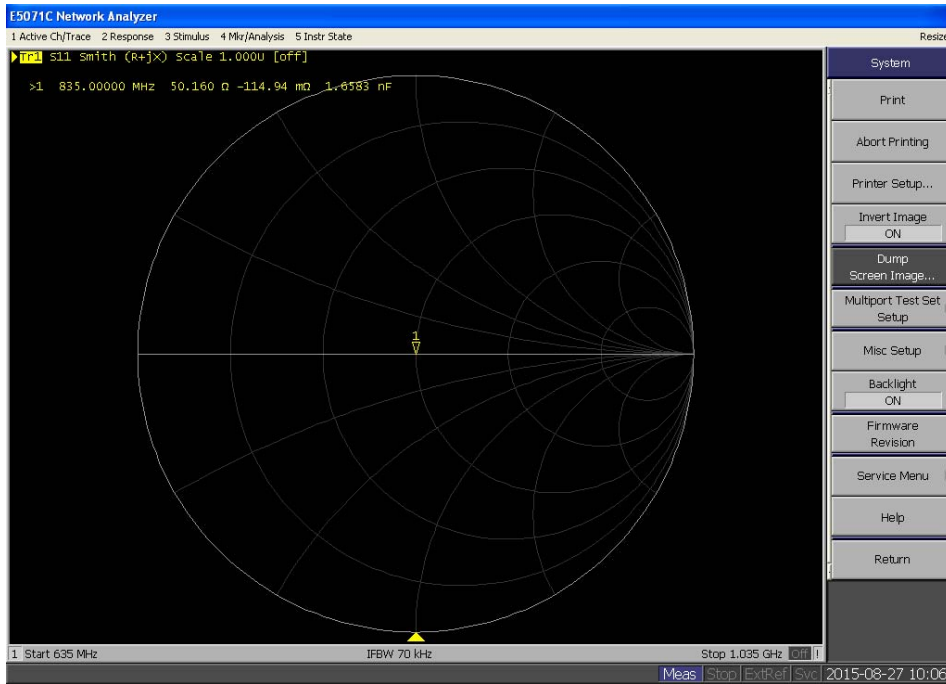 E5071C Network Analyzer
1 Active Ch/Trace 2 Response 3 Stimulus 4 Mkr/Analysis 5 Instr State
Resize
Tr1 S11 Smith (R+jX) Scale 1.000U [off]
>1 835.00000 MHz 50.160 Ω -114.94 mΩ 1.6583 nF
1
System
Print
Abort Printing
Printer Setup...
Invert Image
ON
Dump
Screen Image...
Multiport Test Set
Setup
Misc Setup
Backlight
ON
Firmware
Revision
Service Menu
Help
Return
1 Start 635 MHz
IFBW 70 kHz
Stop 1.035 GHz Off !
Meas Stop ExtRef Svc 2015-08-27 10:06